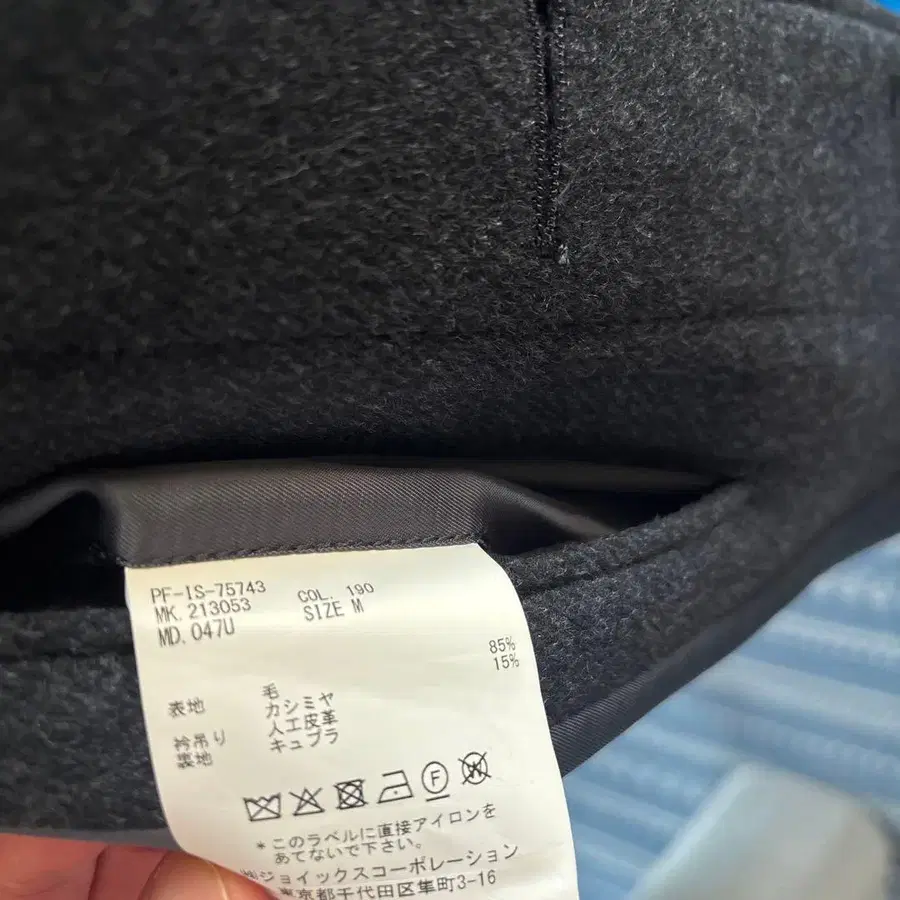 PF-IS-75743 COL. 190
MK. 213053 SIZE M
MD. 047U
85%
15%
表地 毛
カシミヤ
衿吊り 人工皮革
裏地 キュプラ
F W
*このラベルに直接アイロンを
あてないで下さい。
㈱ジョイックスコーポレーション
東京都千代田区隼町3-16